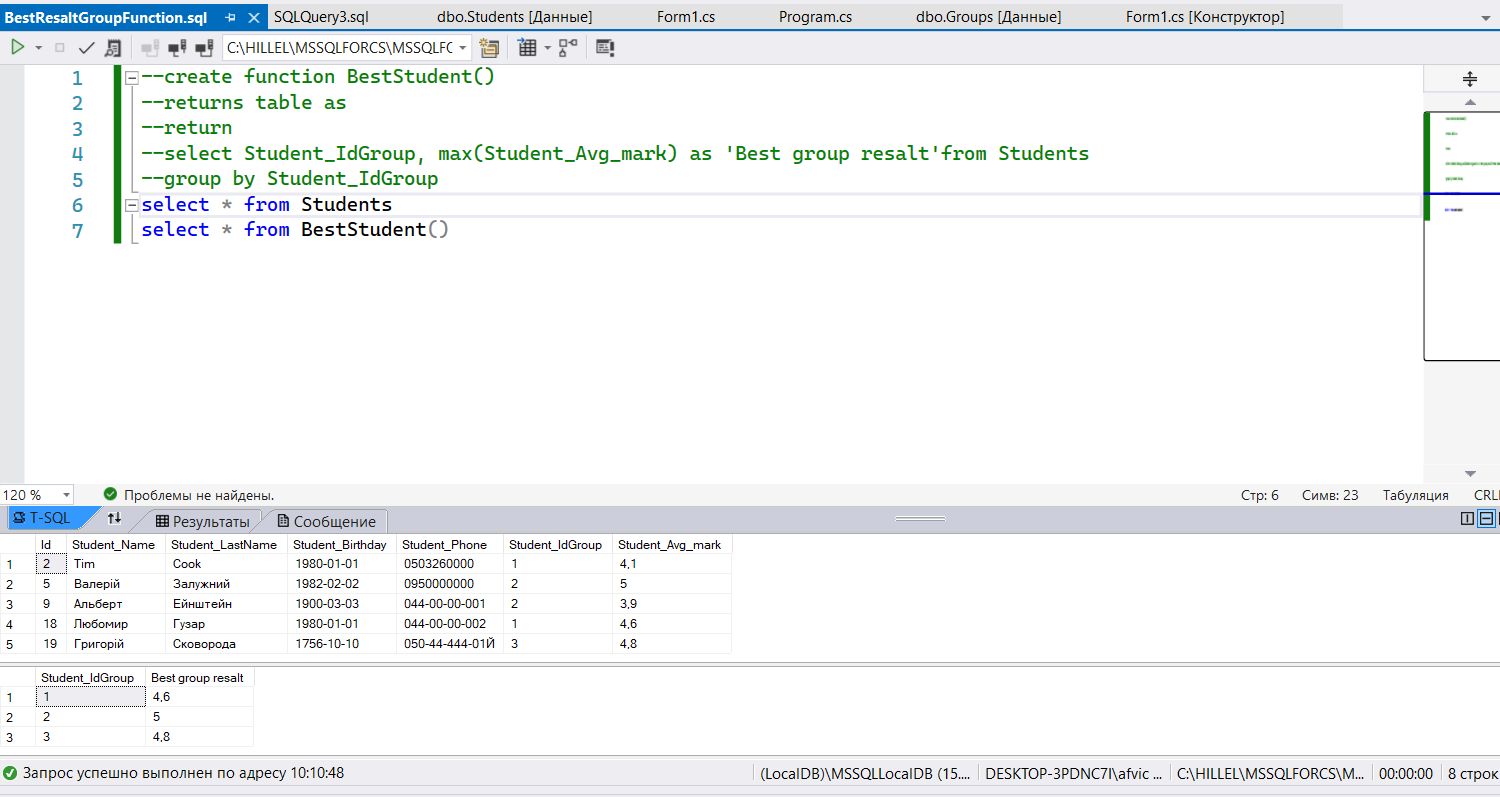 BestResaltGroupFunction.sql SQLQuery3.sql dbo.Students [Данные] Form1.cs Program.cs dbo.Groups [Данные] Form1.cs [Конструктор]
C:\HILLEL\MSSQLFORCS\MSSQLFC
1 --create function BestStudent()
2 --returns table as
3 --return
4 --select Student_IdGroup, max(Student_Avg_mark) as 'Best group resalt'from Students
5 --group by Student_IdGroup
6 select * from Students
7 select * from BestStudent()
120 % Проблемы не найдены. Стр: 6 Симв: 23 Табуляция CRL
T-SQL Результаты Сообщение
Id Student_Name Student_LastName Student_Birthday Student_Phone Student_IdGroup Student_Avg_mark
1 2 Tim Cook 1980-01-01 0503260000 1 4,1
2 5 Валерій Залужний 1982-02-02 0950000000 2 5
3 9 Альберт Ейнштейн 1900-03-03 044-00-00-001 2 3,9
4 18 Любомир Гузар 1980-01-01 044-00-00-002 1 4,6
5 19 Григорій Сковорода 1756-10-10 050-44-444-01Й 3 4,8
Student_IdGroup Best group resalt
1 1 4,6
2 2 5
3 3 4,8
Запрос успешно выполнен по адресу 10:10:48 (LocalDB)\MSSQLLocalDB (15.... DESKTOP-3PDNC7I\afvic ... C:\HILLEL\MSSQLFORCS\M... 00:00:00 8 строк